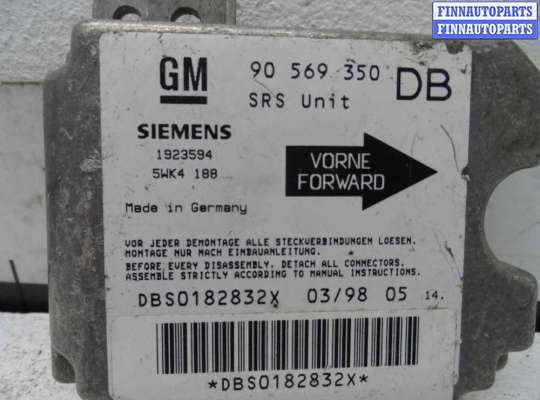 FINNAUTOPARTS
FINNAUTOPARTS
FINNAUTOPARTS
GM
90 569 350 DB
SRS Unit
SIEMENS
1923594
5WK4 188
VORNE
FORWARD
Made in Germany
VOR JEDER DEMONTAGE ALLE STECKVERBINDUNGEN LOESEN.
MONTAGE NUR NACH EINBAUANLEITUNG.
BEFORE EVERY DISASSEMBLY, DETACH ALL CONNECTORS.
ASSEMBLE STRICTLY ACCORDING TO MANUAL INSTRUCTIONS.
DBS0182832X 03/98 05 14.
*DBS0182832X*